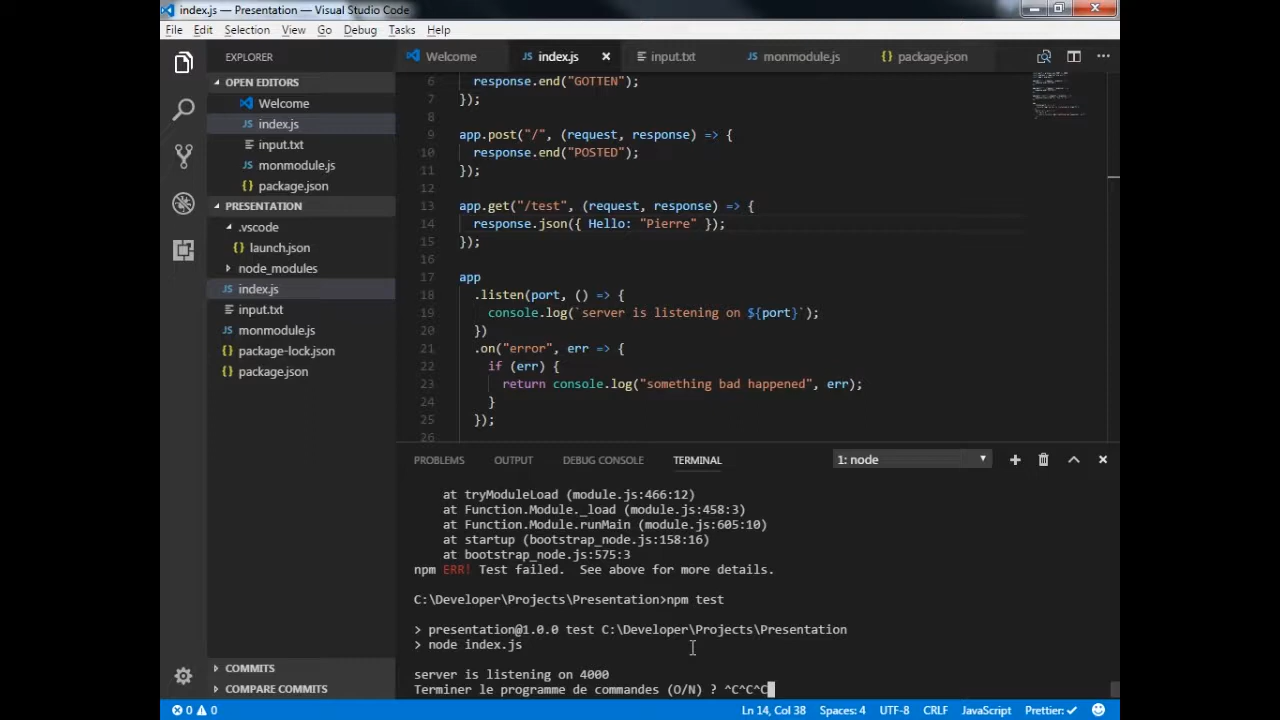 index.js — Presentation — Visual Studio Code
File Edit Selection View Go Debug Tasks Help
EXPLORER
OPEN EDITORS
Welcome
index.js
input.txt
monmodule.js
package.json
PRESENTATION
.vscode
launch.json
node_modules
index.js
input.txt
monmodule.js
package-lock.json
package.json
COMMITS
COMPARE COMMITS
Welcome index.js input.txt monmodule.js package.json
6 response.end("GOTTEN");
7 });
8
9 app.post("/", (request, response) => {
10 response.end("POSTED");
11 });
12
13 app.get("/test", (request, response) => {
14 response.json({ Hello: "Pierre" });
15 });
16
17 app
18 .listen(port, () => {
19 console.log(`server is listening on ${port}`);
20 })
21 .on("error", err => {
22 if (err) {
23 return console.log("something bad happened", err);
24 }
25 });
26
PROBLEMS OUTPUT DEBUG CONSOLE TERMINAL 1: node
at tryModuleLoad (module.js:466:12)
at Function.Module._load (module.js:458:3)
at Function.Module.runMain (module.js:605:10)
at startup (bootstrap_node.js:158:16)
at bootstrap_node.js:575:3
npm ERR! Test failed. See above for more details.
C:\Developer\Projects\Presentation>npm test
> presentation@1.0.0 test C:\Developer\Projects\Presentation
> node index.js
server is listening on 4000
Terminer le programme de commandes (O/N) ? ^C^C^C
0 0 Ln 14, Col 38 Spaces: 4 UTF-8 CRLF JavaScript Prettier: ✓